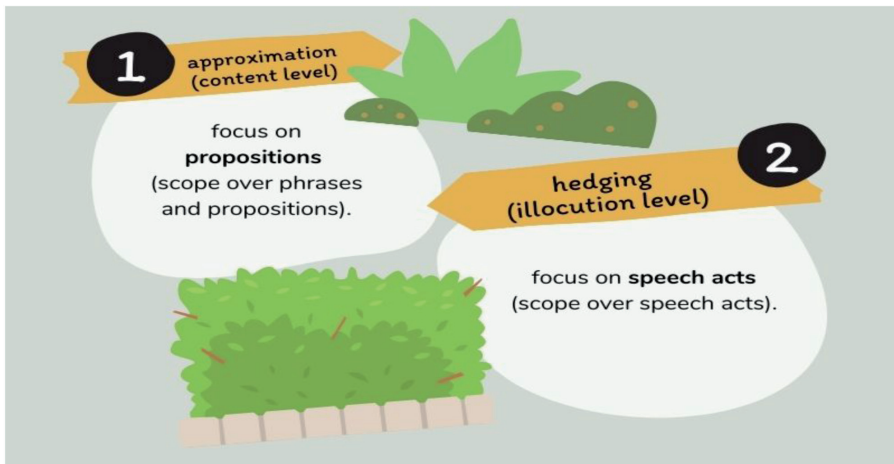 1
approximation
(content level)
focus on
propositions
(scope over phrases
and propositions).
2
hedging
(illocution level)
focus on speech acts
(scope over speech acts).